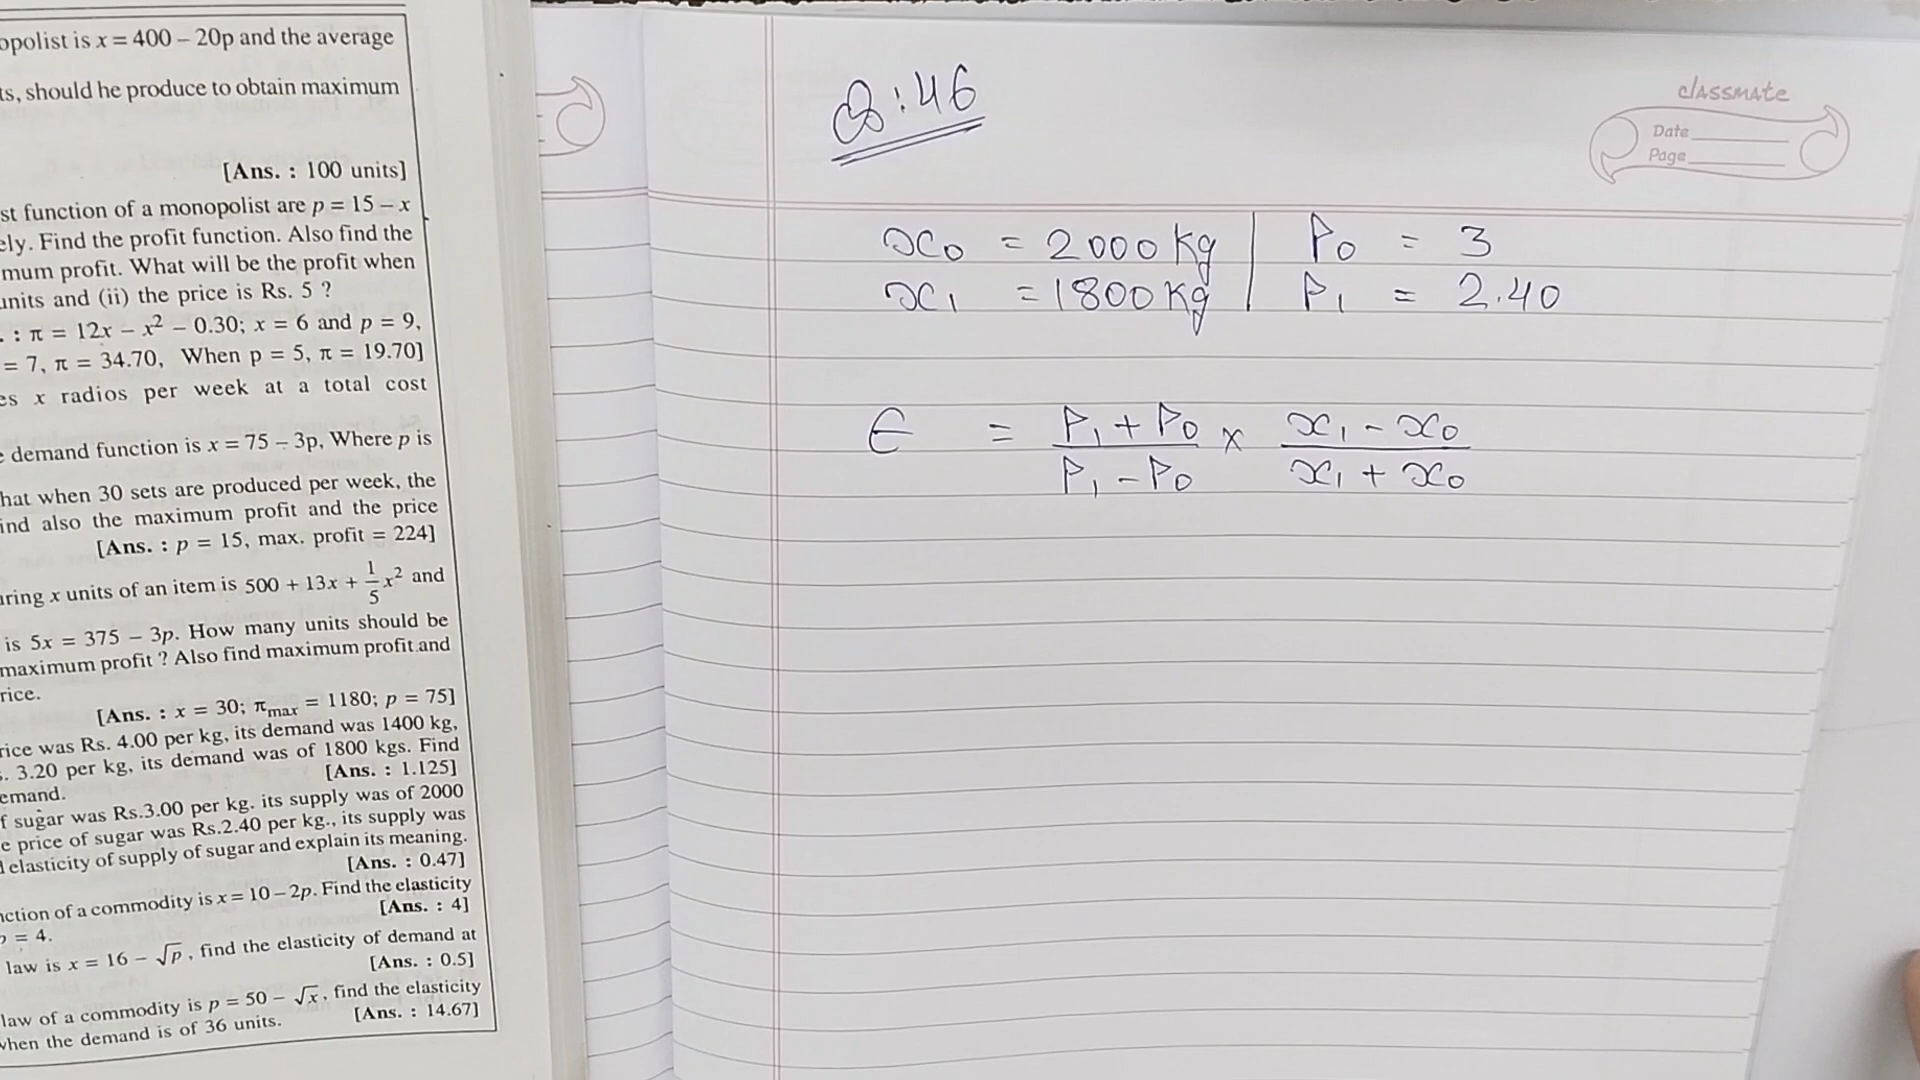 opolist is x = 400 – 20p and the average
ts, should he produce to obtain maximum
[Ans. : 100 units]
st function of a monopolist are p = 15 – x
ely. Find the profit function. Also find the
mum profit. What will be the profit when
units and (ii) the price is Rs. 5 ?
. : π = 12x – x² – 0.30; x = 6 and p = 9,
= 7, π = 34.70, When p = 5, π = 19.70]
es x radios per week at a total cost
e demand function is x = 75 – 3p, Where p is
hat when 30 sets are produced per week, the
ind also the maximum profit and the price
[Ans. : p = 15, max. profit = 224]
uring x units of an item is 500 + 13x + 1/5 x² and
is 5x = 375 – 3p. How many units should be
maximum profit ? Also find maximum profit and
rice.
[Ans. : x = 30; πmax = 1180; p = 75]
rice was Rs. 4.00 per kg, its demand was 1400 kg,
s. 3.20 per kg, its demand was of 1800 kgs. Find
emand.
[Ans. : 1.125]
f sugar was Rs.3.00 per kg. its supply was of 2000
e price of sugar was Rs.2.40 per kg., its supply was
d elasticity of supply of sugar and explain its meaning.
[Ans. : 0.47]
nction of a commodity is x = 10 – 2p. Find the elasticity
p = 4.
[Ans. : 4]
law is x = 16 – √p, find the elasticity of demand at
[Ans. : 0.5]
law of a commodity is p = 50 – √x, find the elasticity
when the demand is of 36 units.
[Ans. : 14.67]
Q:46
classmate
Date
Page
x0 = 2000 kg | P0 = 3
x1 = 1800 kg | P1 = 2.40
E = P1 + P0 / P1 - P0 × x1 - x0 / x1 + x0